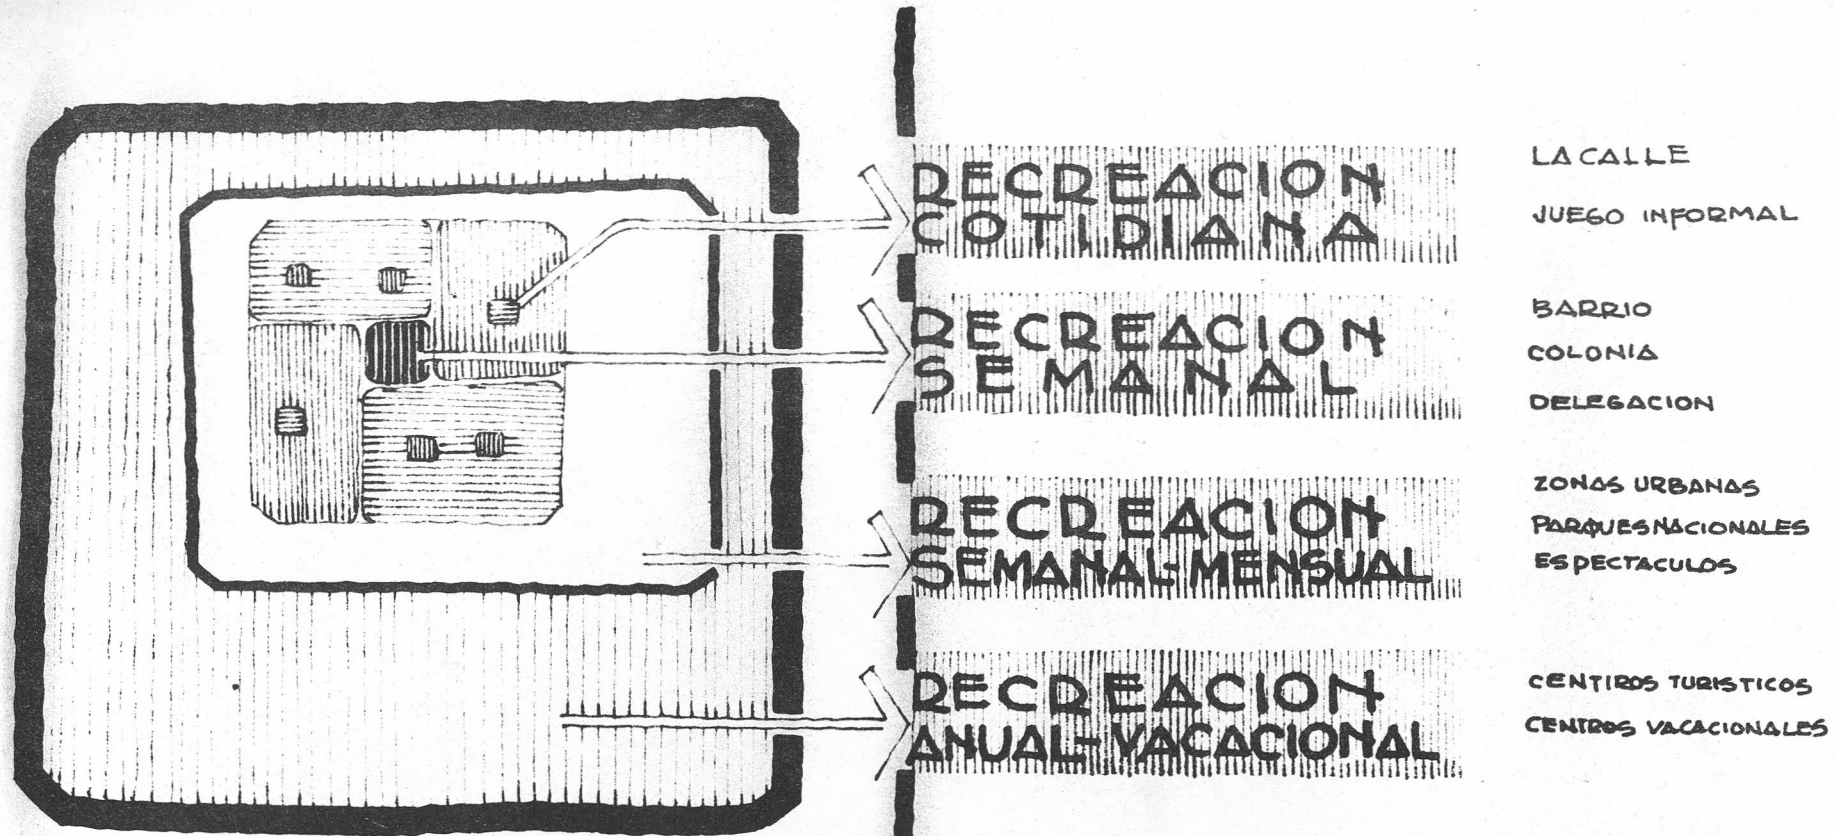 RECREACION
COTIDIANA
LA CALLE
JUEGO INFORMAL
RECREACION
SEMANAL
BARRIO
COLONIA
DELEGACION
RECREACION
SEMANAL-MENSUAL
ZONAS URBANAS
PARQUES NACIONALES
ESPECTACULOS
RECREACION
ANUAL-VACACIONAL
CENTROS TURISTICOS
CENTROS VACACIONALES